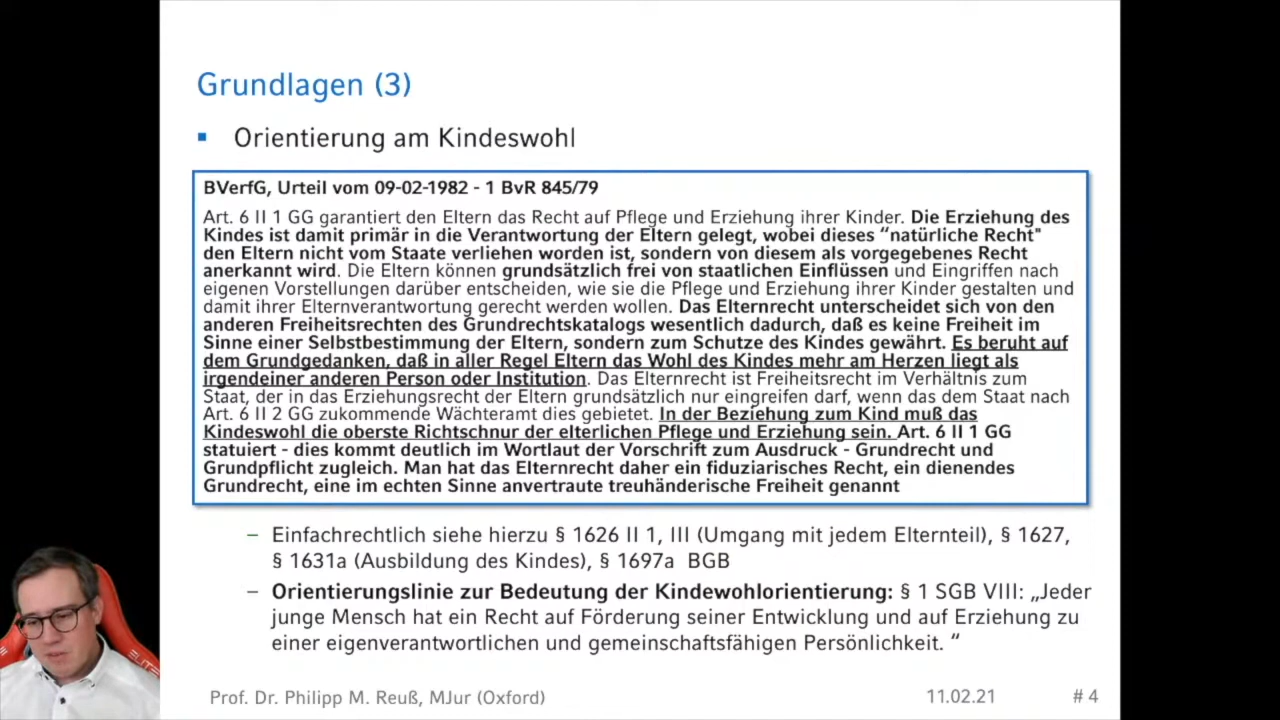 Grundlagen (3)
▪ Orientierung am Kindeswohl
BVerfG, Urteil vom 09-02-1982 - 1 BvR 845/79
Art. 6 II 1 GG garantiert den Eltern das Recht auf Pflege und Erziehung ihrer Kinder. Die Erziehung des
Kindes ist damit primär in die Verantwortung der Eltern gelegt, wobei dieses “natürliche Recht"
den Eltern nicht vom Staate verliehen worden ist, sondern von diesem als vorgegebenes Recht
anerkannt wird. Die Eltern können grundsätzlich frei von staatlichen Einflüssen und Eingriffen nach
eigenen Vorstellungen darüber entscheiden, wie sie die Pflege und Erziehung ihrer Kinder gestalten und
damit ihrer Elternverantwortung gerecht werden wollen. Das Elternrecht unterscheidet sich von den
anderen Freiheitsrechten des Grundrechtskatalogs wesentlich dadurch, daß es keine Freiheit im
Sinne einer Selbstbestimmung der Eltern, sondern zum Schutze des Kindes gewährt. Es beruht auf
dem Grundgedanken, daß in aller Regel Eltern das Wohl des Kindes mehr am Herzen liegt als
irgendeiner anderen Person oder Institution. Das Elternrecht ist Freiheitsrecht im Verhältnis zum
Staat, der in das Erziehungsrecht der Eltern grundsätzlich nur eingreifen darf, wenn das dem Staat nach
Art. 6 II 2 GG zukommende Wächteramt dies gebietet. In der Beziehung zum Kind muß das
Kindeswohl die oberste Richtschnur der elterlichen Pflege und Erziehung sein. Art. 6 II 1 GG
statuiert - dies kommt deutlich im Wortlaut der Vorschrift zum Ausdruck - Grundrecht und
Grundpflicht zugleich. Man hat das Elternrecht daher ein fiduziarisches Recht, ein dienendes
Grundrecht, eine im echten Sinne anvertraute treuhänderische Freiheit genannt
– Einfachrechtlich siehe hierzu § 1626 II 1, III (Umgang mit jedem Elternteil), § 1627,
§ 1631a (Ausbildung des Kindes), § 1697a BGB
– Orientierungslinie zur Bedeutung der Kindewohlorientierung: § 1 SGB VIII: „Jeder
junge Mensch hat ein Recht auf Förderung seiner Entwicklung und auf Erziehung zu
einer eigenverantwortlichen und gemeinschaftsfähigen Persönlichkeit. “
Prof. Dr. Philipp M. Reuß, MJur (Oxford)
11.02.21
# 4